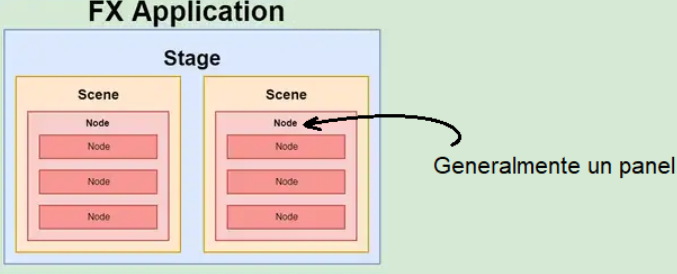 FX Application
Stage
Scene
Node
Node
Node
Node
Scene
Node
Node
Node
Node
Generalmente un panel